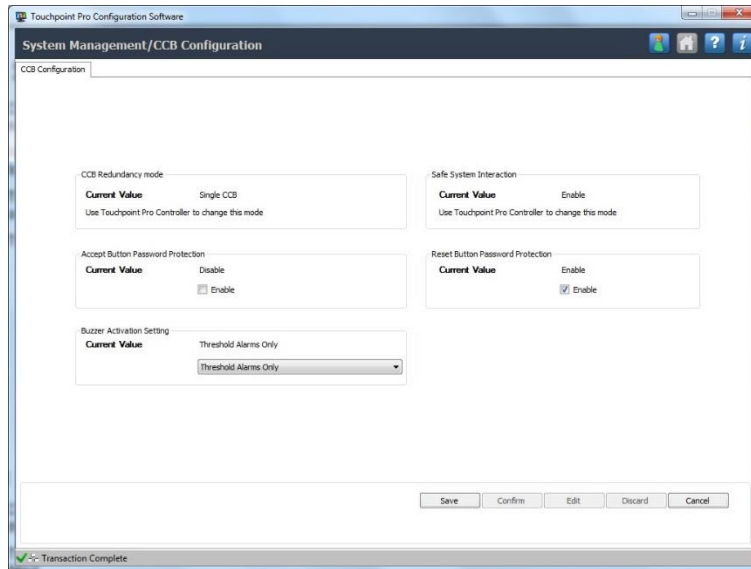 Touchpoint Pro Configuration Software
System Management/CCB Configuration
CCB Configuration
CCB Redundancy mode
Current Value Single CCB
Use Touchpoint Pro Controller to change this mode
Safe System Interaction
Current Value Enable
Use Touchpoint Pro Controller to change this mode
Accept Button Password Protection
Current Value Disable
Enable
Reset Button Password Protection
Current Value Enable
Enable
Buzzer Activation Setting
Current Value Threshold Alarms Only
Threshold Alarms Only
Save Confirm Edit Discard Cancel
Transaction Complete